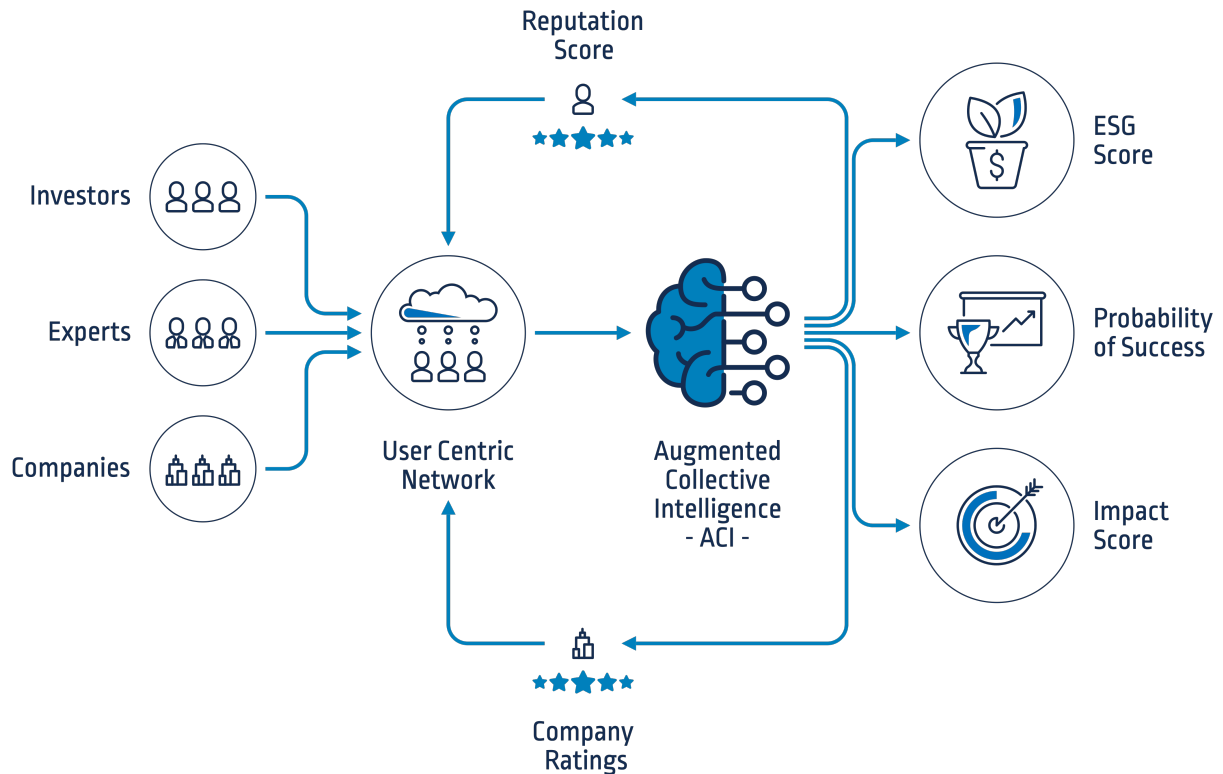 Reputation
Score
Investors
Experts
Companies
User Centric
Network
Augmented
Collective
Intelligence
- ACI -
$
ESG
Score
Probability
of Success
Impact
Score
Company
Ratings